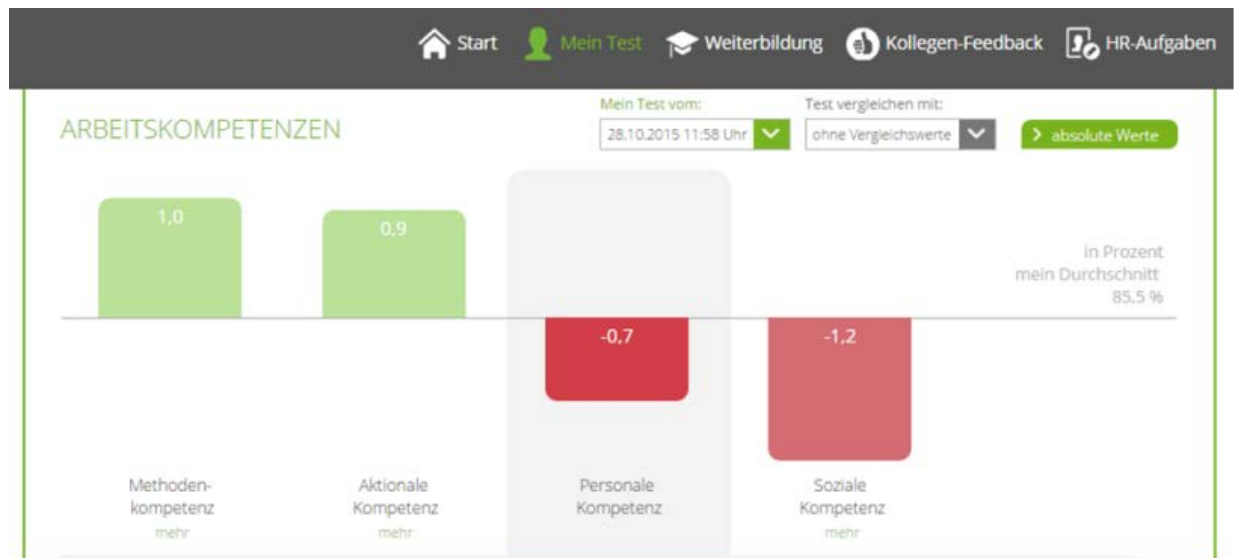 Start Mein Test Weiterbildung Kollegen-Feedback HR-Aufgaben
Mein Test vom: Test vergleichen mit:
ARBEITSKOMPETENZEN
28.10.2015 11:58 Uhr ohne Vergleichswerte absolute Werte
1,0
0,9
in Prozent
mein Durchschnitt
85,5 %
-0,7
-1,2
Methoden-
kompetenz
mehr
Aktionale
Kompetenz
mehr
Personale
Kompetenz
Soziale
Kompetenz
mehr